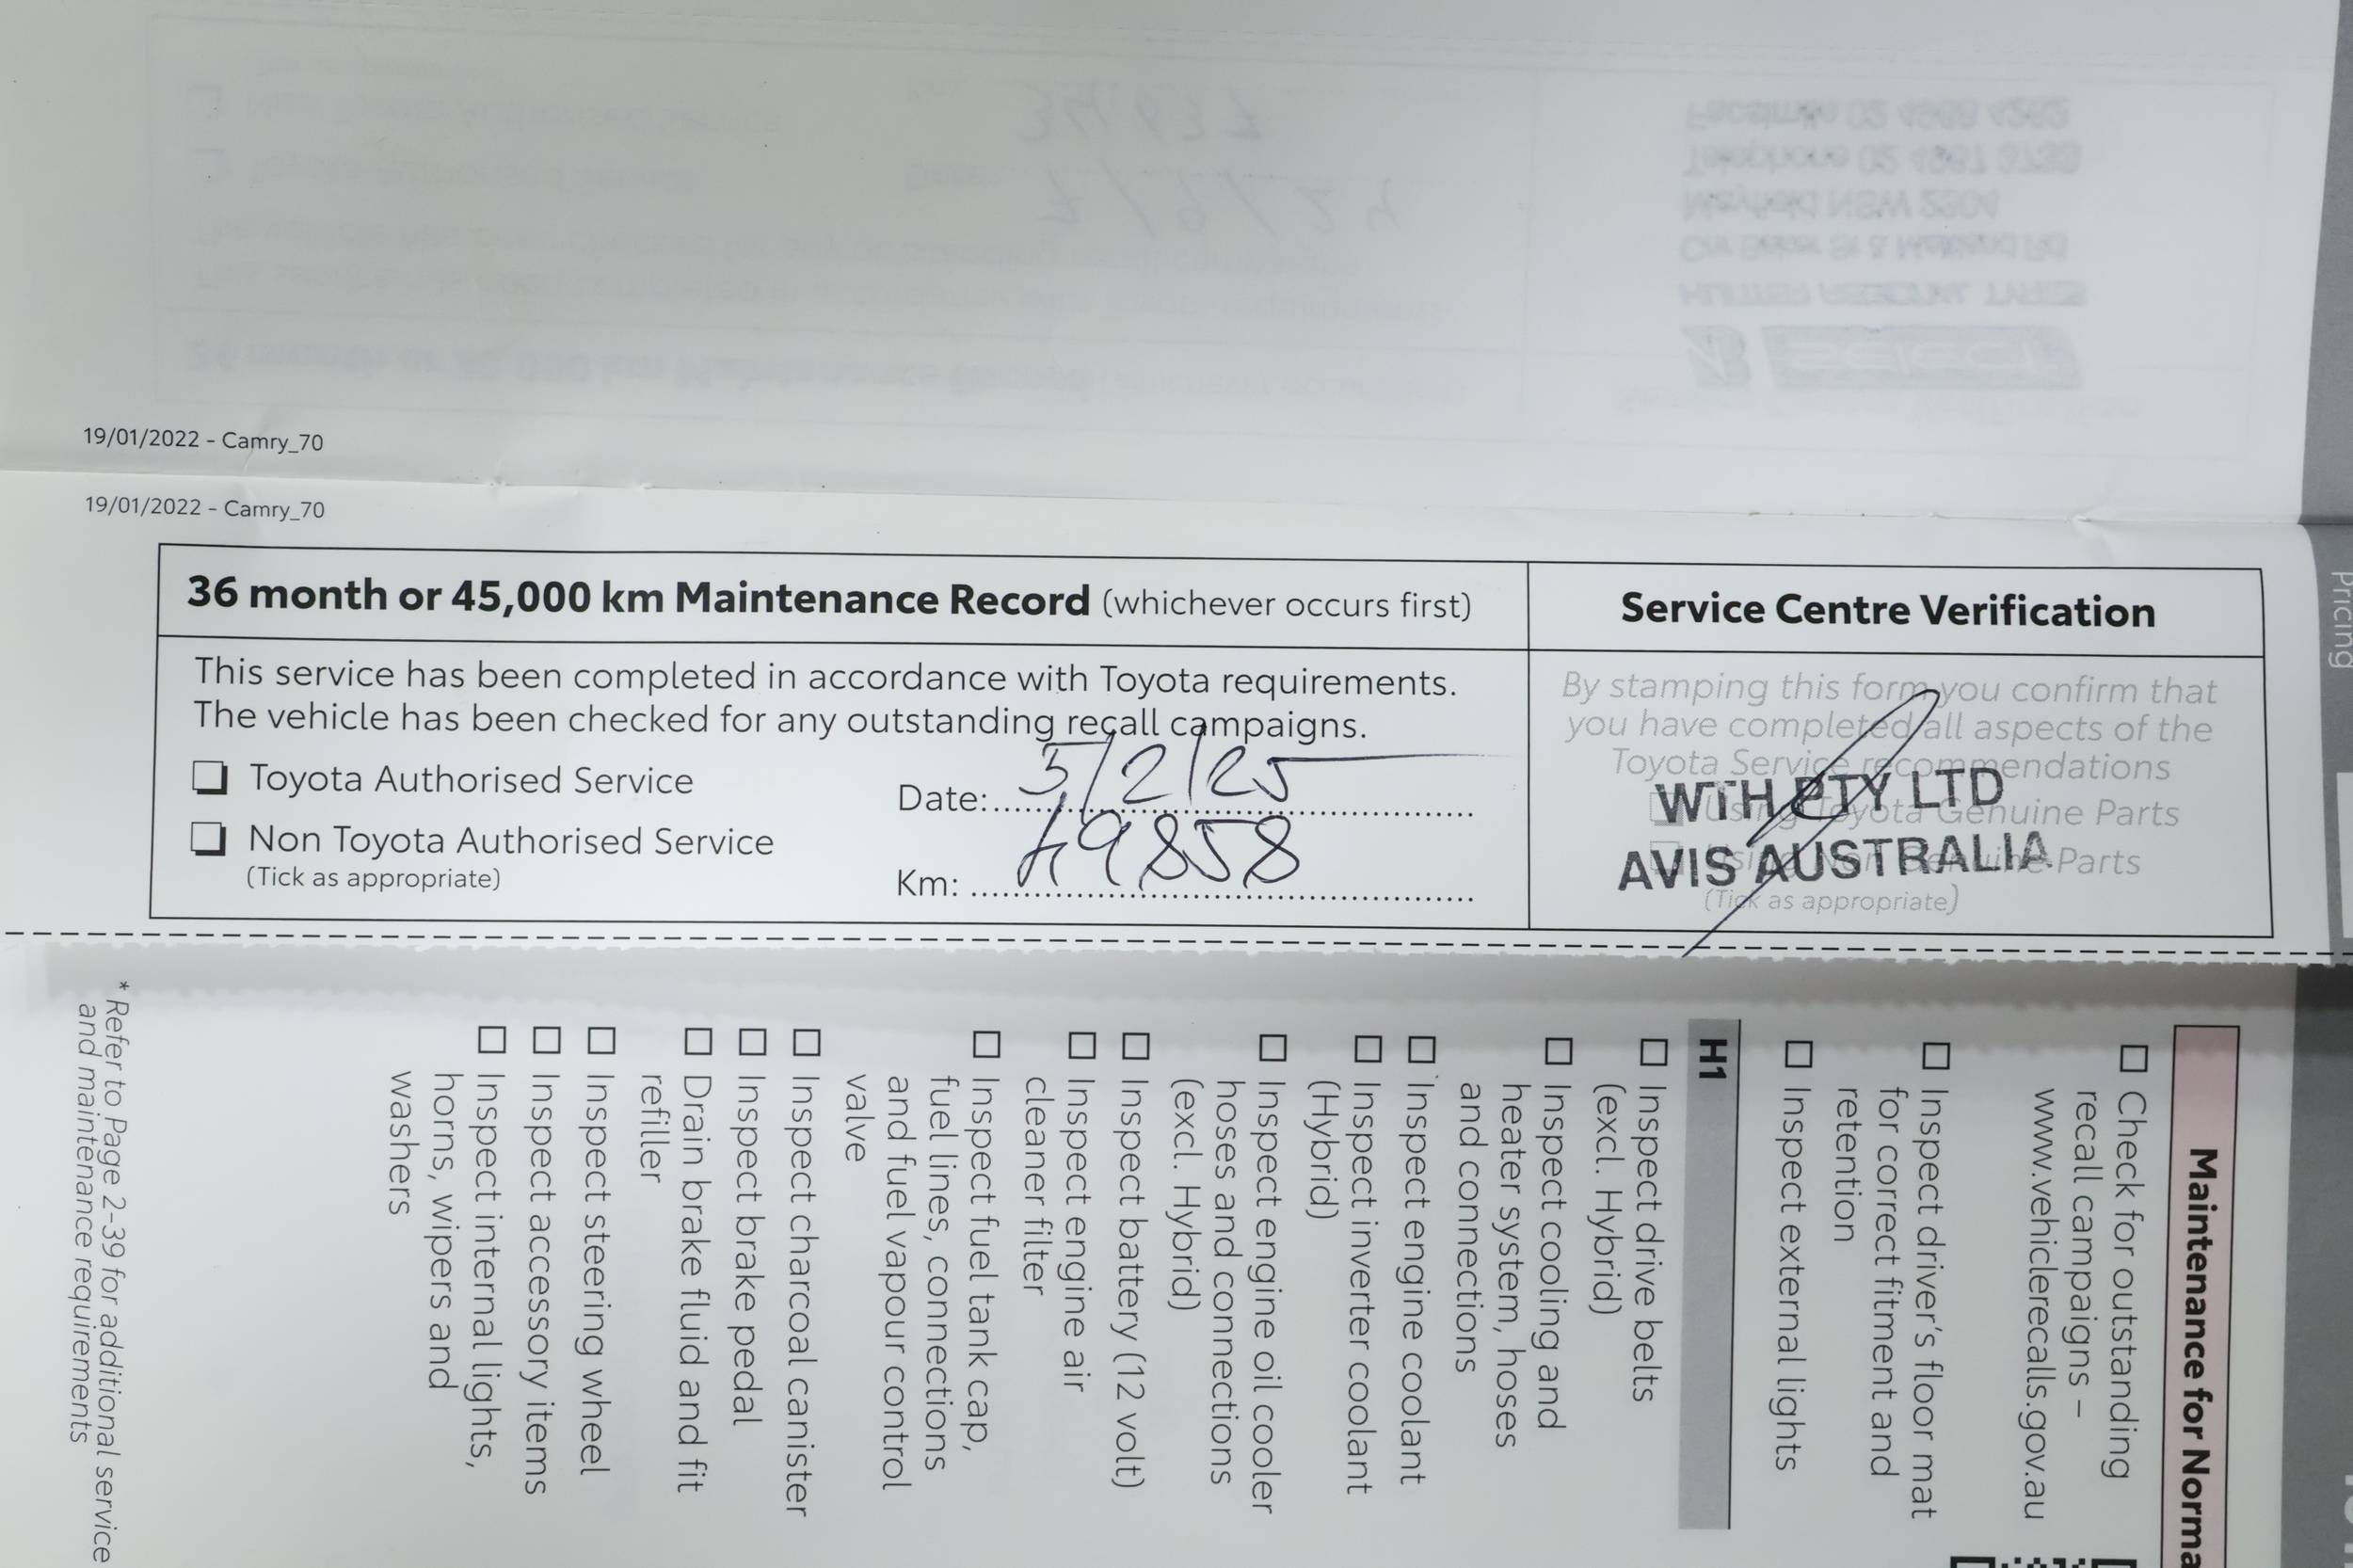 19/01/2022 - Camry_70
19/01/2022 - Camry_70
36 month or 45,000 km Maintenance Record (whichever occurs first)
This service has been completed in accordance with Toyota requirements.
The vehicle has been checked for any outstanding recall campaigns.
Toyota Authorised Service
Non Toyota Authorised Service
(Tick as appropriate)
Date: 5/2/25
Km: 49858
Service Centre Verification
By stamping this form you confirm that
you have completed all aspects of the
Toyota Service recommendations
Using Toyota Genuine Parts
Using Non Genuine Parts
(Tick as appropriate)
WTH PTY LTD
AVIS AUSTRALIA
Pricing
Maintenance for Norma
Check for outstanding
recall campaigns –
www.vehiclerecalls.gov.au
Inspect driver's floor mat
for correct fitment and
retention
Inspect external lights
H1
Inspect drive belts
(excl. Hybrid)
Inspect cooling and
heater system, hoses
and connections
Inspect engine coolant
Inspect inverter coolant
(Hybrid)
Inspect engine oil cooler
hoses and connections
(excl. Hybrid)
Inspect battery (12 volt)
Inspect engine air
cleaner filter
Inspect fuel tank cap,
fuel lines, connections
and fuel vapour control
valve
Inspect charcoal canister
Inspect brake pedal
Drain brake fluid and fit
refiller
Inspect steering wheel
Inspect accessory items
Inspect internal lights,
horns, wipers and
washers
* Refer to Page 2-39 for additional service
and maintenance requirements